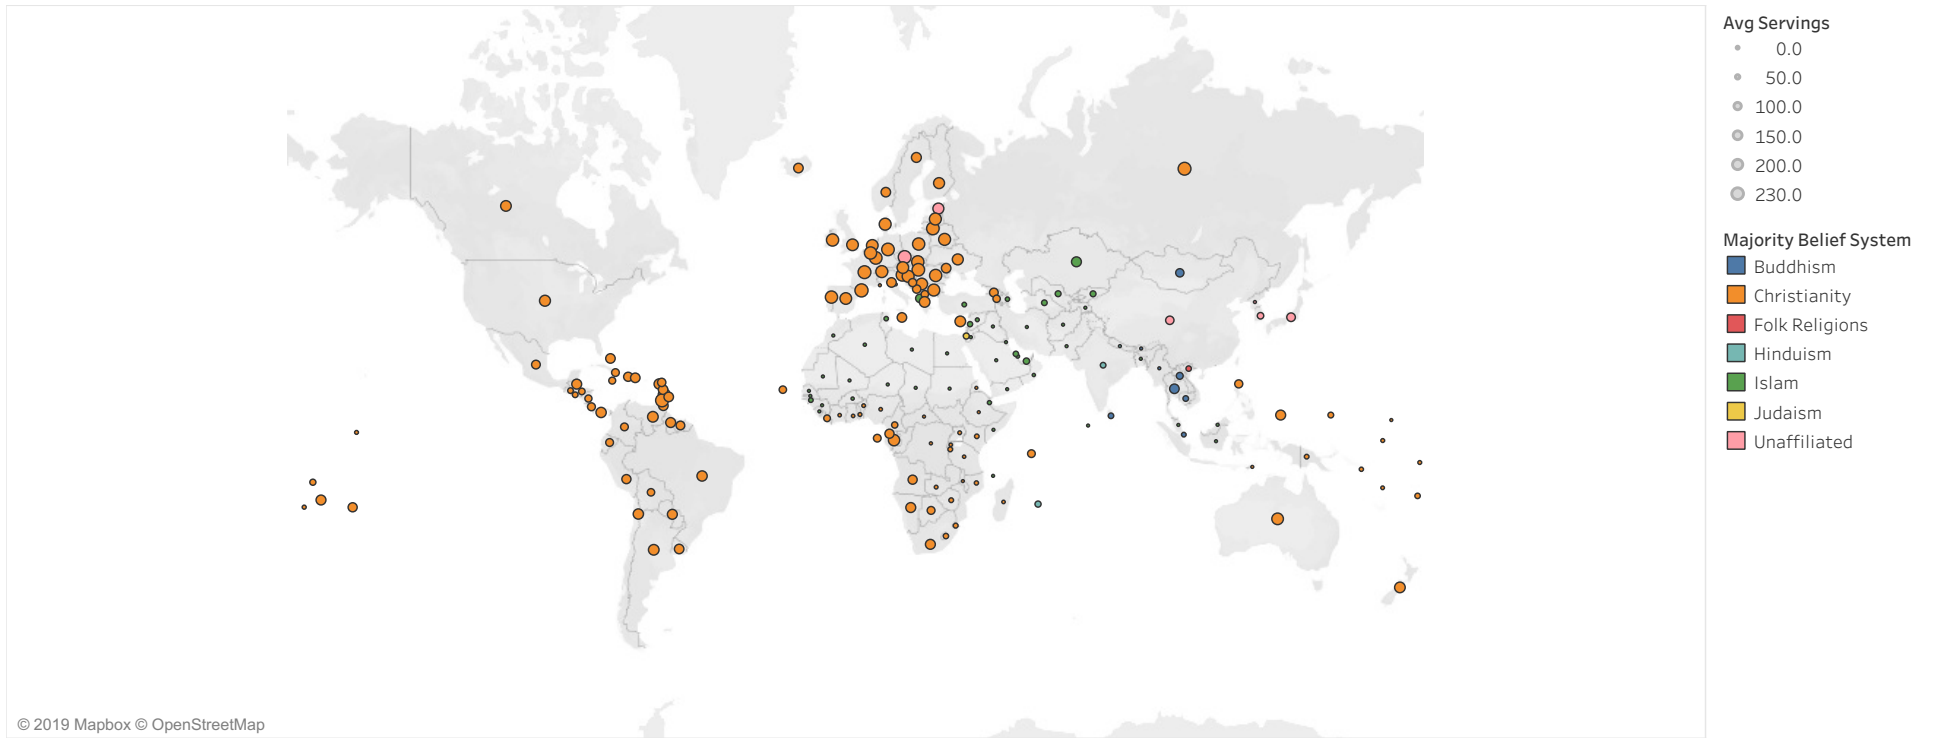 Avg Servings
0.0
50.0
100.0
150.0
200.0
230.0
Majority Belief System
Buddhism
Christianity
Folk Religions
Hinduism
Islam
Judaism
Unaffiliated
© 2019 Mapbox © OpenStreetMap